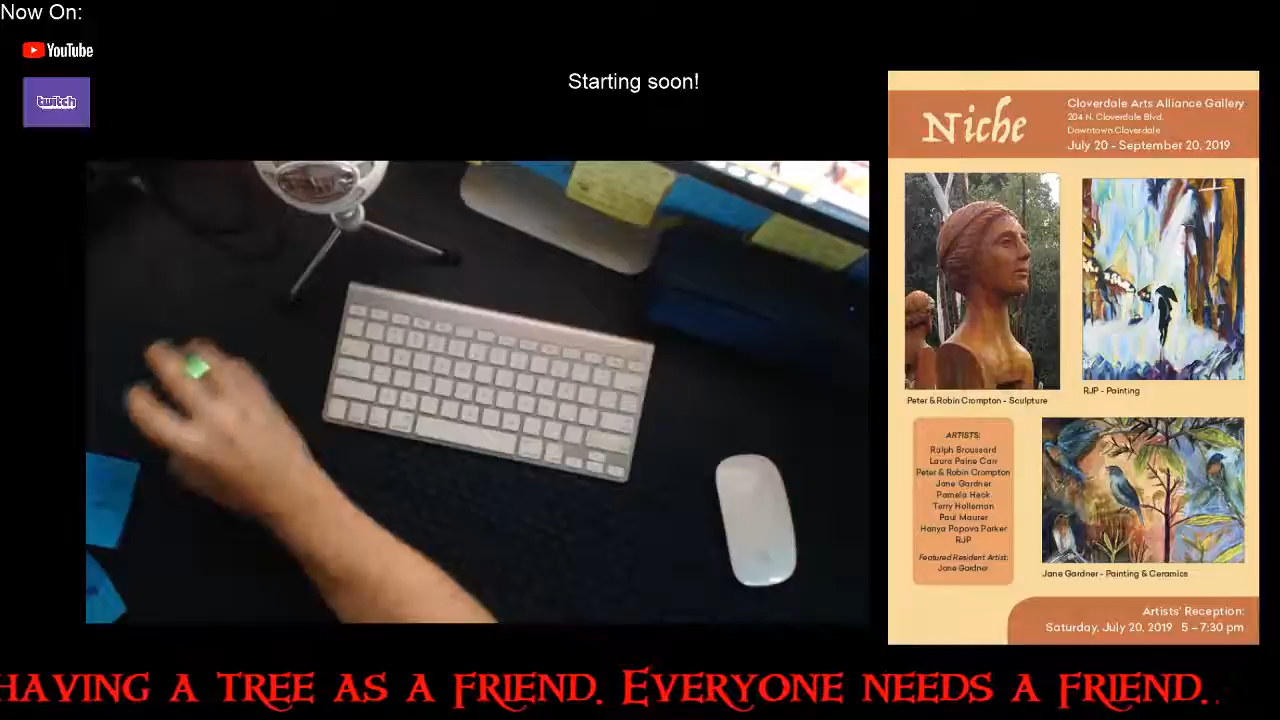 Now On:
YouTube
twitch
Starting soon!
Niche
Cloverdale Arts Alliance Gallery
204 N. Cloverdale Blvd.
Downtown Cloverdale
July 20 - September 20, 2019
Peter & Robin Crompton - Sculpture
RJP - Painting
ARTISTS:
Ralph Broussard
Laura Paine Carr
Peter & Robin Crompton
Jane Gardner
Pamela Heck
Terry Holleman
Paul Maurer
Hanya Popova Parker
RJP
Featured Resident Artist:
Jane Gardner
Jane Gardner - Painting & Ceramics
Artists' Reception:
Saturday, July 20, 2019 5 – 7:30 pm
HAVING A TREE AS A FRIEND. EVERYONE NEEDS A FRIEND..